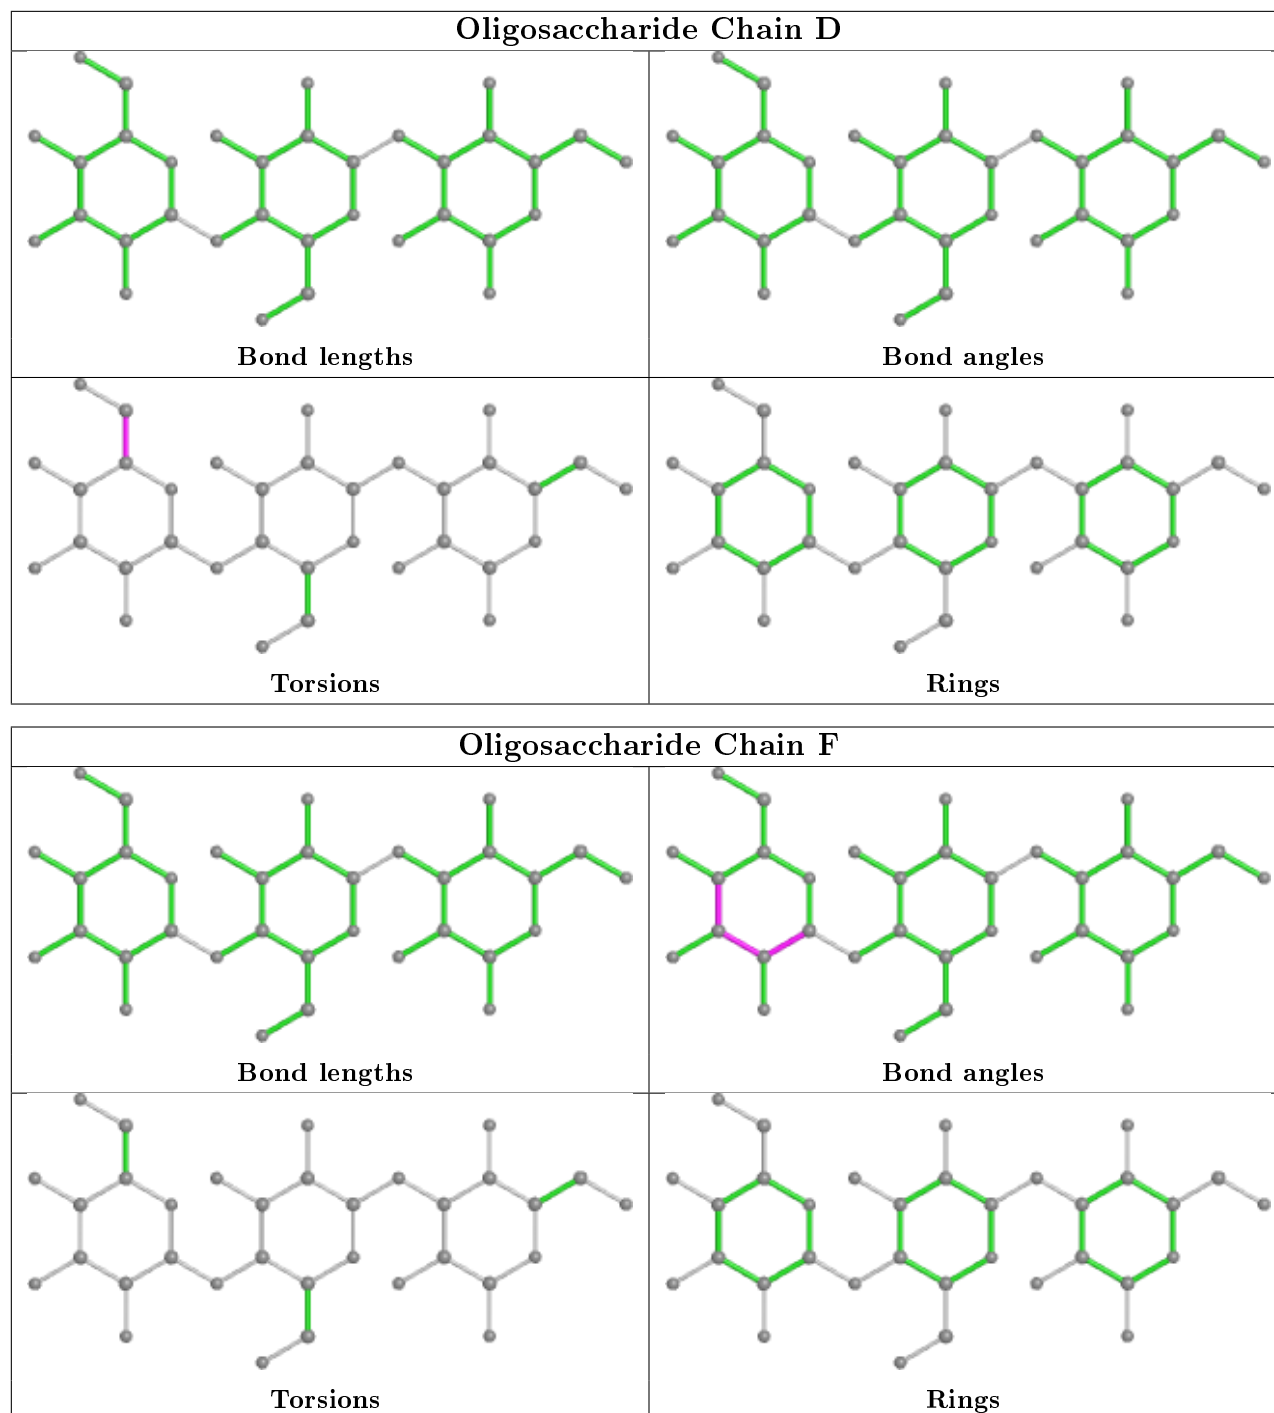 Oligosaccharide Chain D
Bond lengths
Bond angles
Torsions
Rings
Oligosaccharide Chain F
Bond lengths
Bond angles
Torsions
Rings